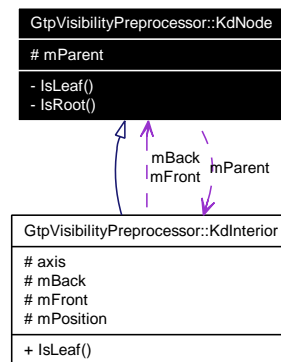 GtpVisibilityPreprocessor::KdNode
# mParent
- IsLeaf()
- IsRoot()
mBack
mFront
mParent
GtpVisibilityPreprocessor::KdInterior
# axis
# mBack
# mFront
# mPosition
+ IsLeaf()